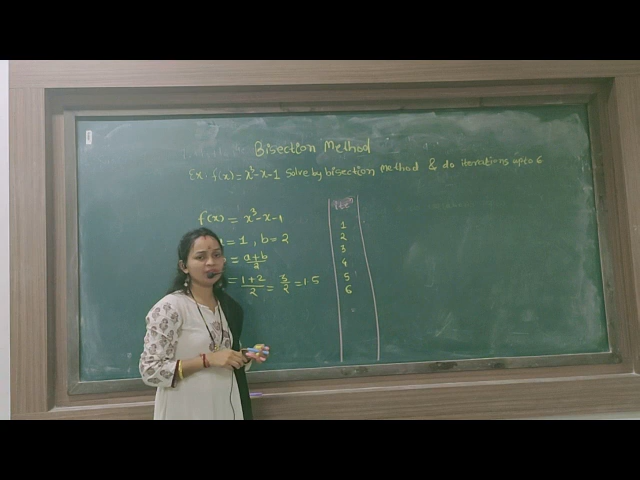 Bisection Method
Ex: f(x) = x³-x-1 solve by bisection Method & do iterations upto 6
f(x) = x³-x-1
= 1, b = 2
= a+b/2
= 1+2/2 = 3/2 = 1.5
1
2
3
4
5
6